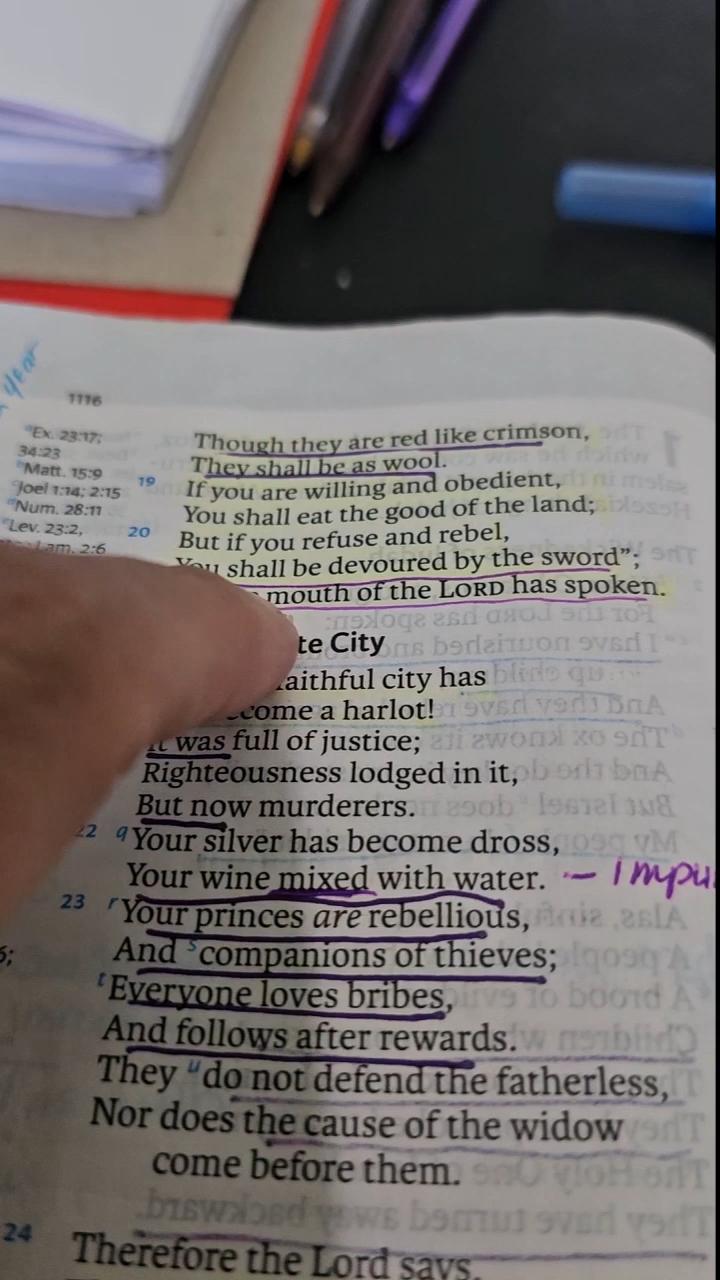 year
1116
"Ex. 23:17;
34:23
"Matt. 15:9
Joel 1:14; 2:15
"Num. 28:11
Lev. 23:2,
Lam. 2:6
Though they are red like crimson,
They shall be as wool.
19 If you are willing and obedient,
You shall eat the good of the land;
20 But if you refuse and rebel,
You shall be devoured by the sword”;
mouth of the LORD has spoken.
te City
aithful city has
come a harlot!
It was full of justice;
Righteousness lodged in it,
But now murderers.
22 q Your silver has become dross,
Your wine mixed with water. — Impu
23 r Your princes are rebellious,
And s companions of thieves;
t Everyone loves bribes,
And follows after rewards.
They u do not defend the fatherless,
Nor does the cause of the widow
come before them.
24 Therefore the Lord says,